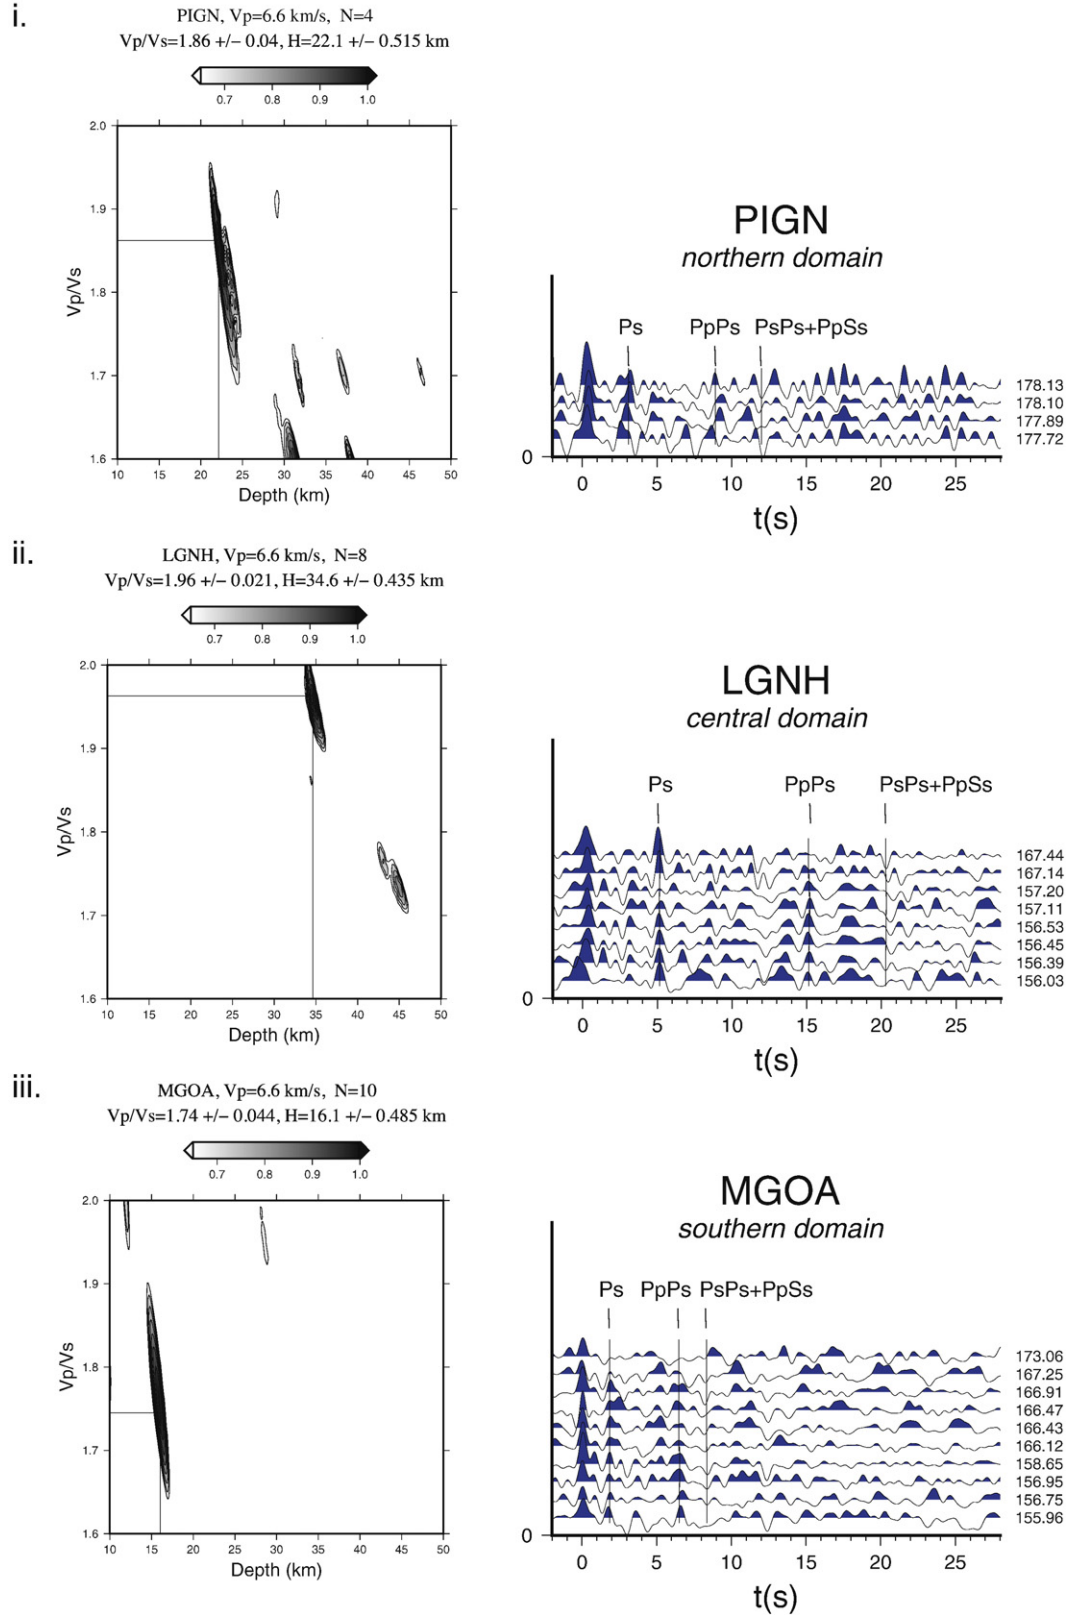 i.
PIGN, Vp=6.6 km/s, N=4
Vp/Vs=1.86 +/− 0.04, H=22.1 +/− 0.515 km
0.7 0.8 0.9 1.0
2.0
1.9
1.8
1.7
1.6
Vp/Vs
10 15 20 25 30 35 40 45 50
Depth (km)
PIGN
northern domain
Ps PpPs PsPs+PpSs
178.13
178.10
177.89
177.72
0
0 5 10 15 20 25
t(s)
ii.
LGNH, Vp=6.6 km/s, N=8
Vp/Vs=1.96 +/− 0.021, H=34.6 +/− 0.435 km
0.7 0.8 0.9 1.0
2.0
1.9
1.8
1.7
1.6
Vp/Vs
10 15 20 25 30 35 40 45 50
Depth (km)
LGNH
central domain
Ps PpPs PsPs+PpSs
167.44
167.14
157.20
157.11
156.53
156.45
156.39
156.03
0
0 5 10 15 20 25
t(s)
iii.
MGOA, Vp=6.6 km/s, N=10
Vp/Vs=1.74 +/− 0.044, H=16.1 +/− 0.485 km
0.7 0.8 0.9 1.0
2.0
1.9
1.8
1.7
1.6
Vp/Vs
10 15 20 25 30 35 40 45 50
Depth (km)
MGOA
southern domain
Ps PpPs PsPs+PpSs
173.06
167.25
166.91
166.47
166.43
166.12
158.65
156.95
156.75
155.96
0
0 5 10 15 20 25
t(s)